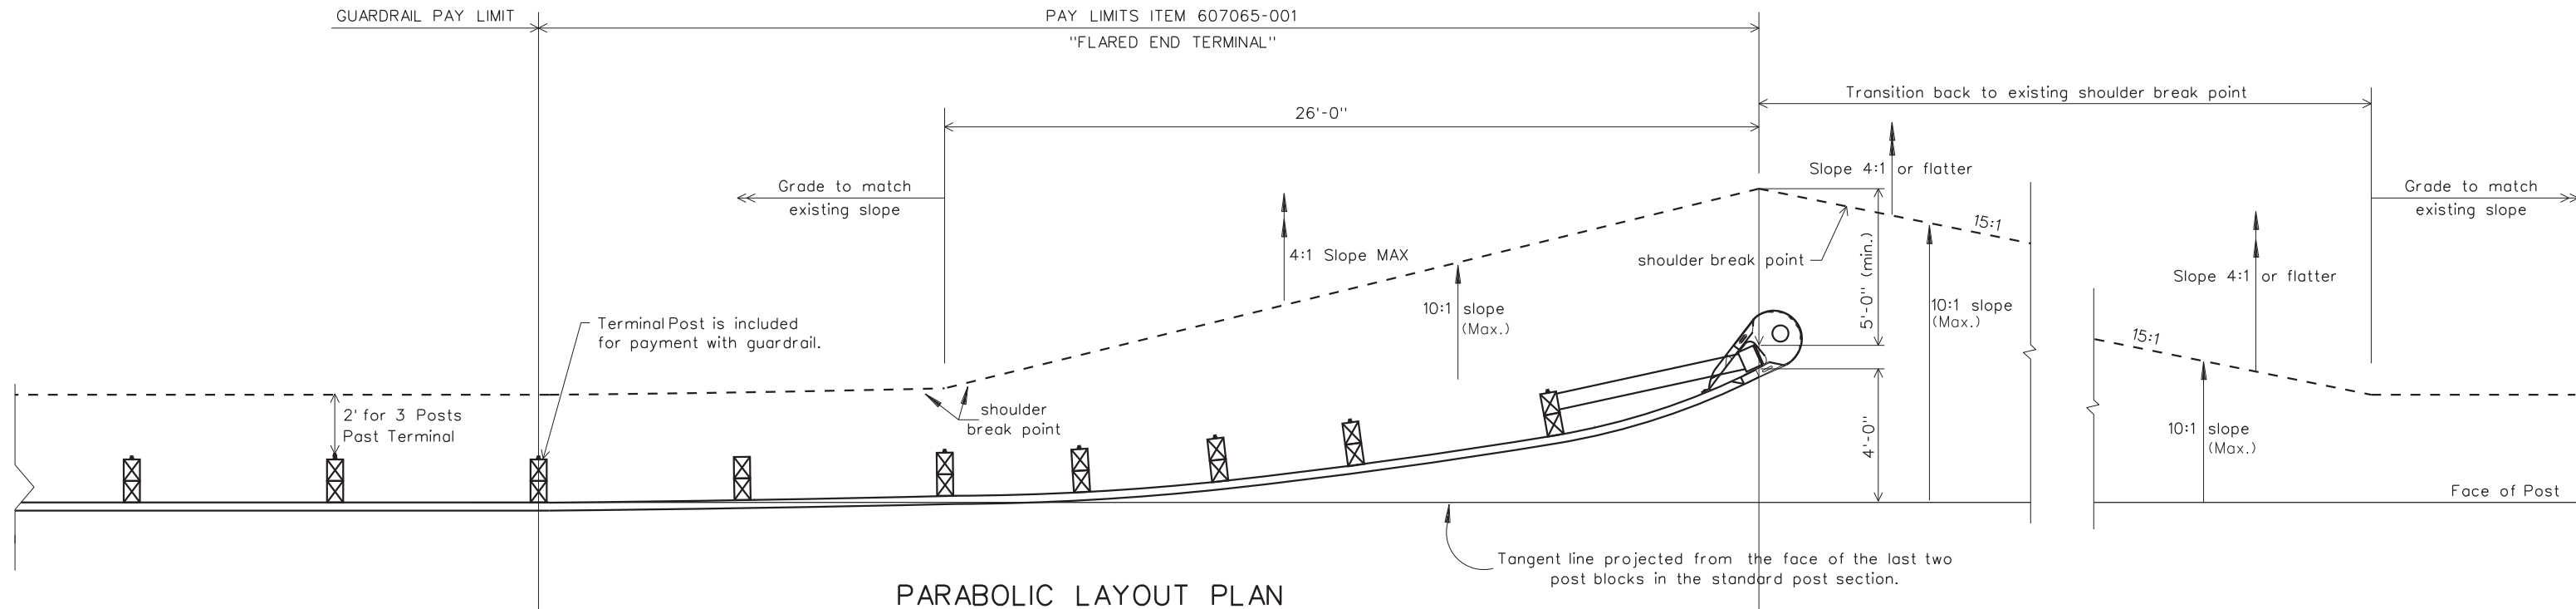 GUARDRAIL PAY LIMIT
PAY LIMITS ITEM 607065-001
"FLARED END TERMINAL"
Transition back to existing shoulder break point
26'-0"
Slope 4:1 or flatter
Grade to match
existing slope
Grade to match
existing slope
15:1
4:1 Slope MAX
shoulder break point
5'-0" (min.)
Slope 4:1 or flatter
10:1 slope
(Max.)
10:1 slope
(Max.)
Terminal Post is included
for payment with guardrail.
15:1
2' for 3 Posts
Past Terminal
shoulder
break point
4'-0"
10:1 slope
(Max.)
Face of Post
Tangent line projected from the face of the last two
post blocks in the standard post section.
PARABOLIC LAYOUT PLAN